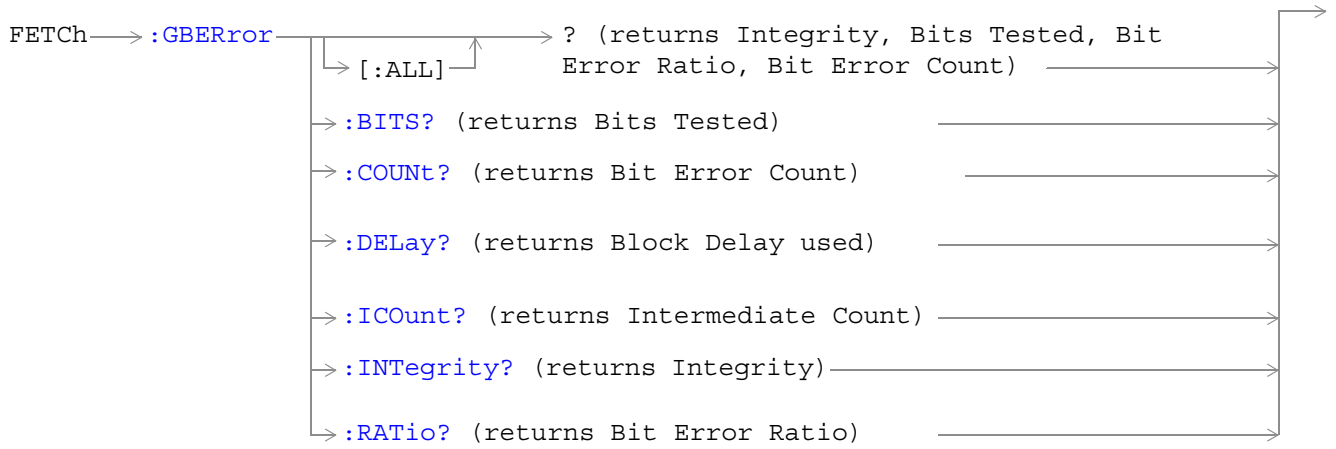 FETCh :GBERror ? (returns Integrity, Bits Tested, Bit
[:ALL] Error Ratio, Bit Error Count)
:BITS? (returns Bits Tested)
:COUNt? (returns Bit Error Count)
:DELay? (returns Block Delay used)
:ICOunt? (returns Intermediate Count)
:INTegrity? (returns Integrity)
:RATio? (returns Bit Error Ratio)